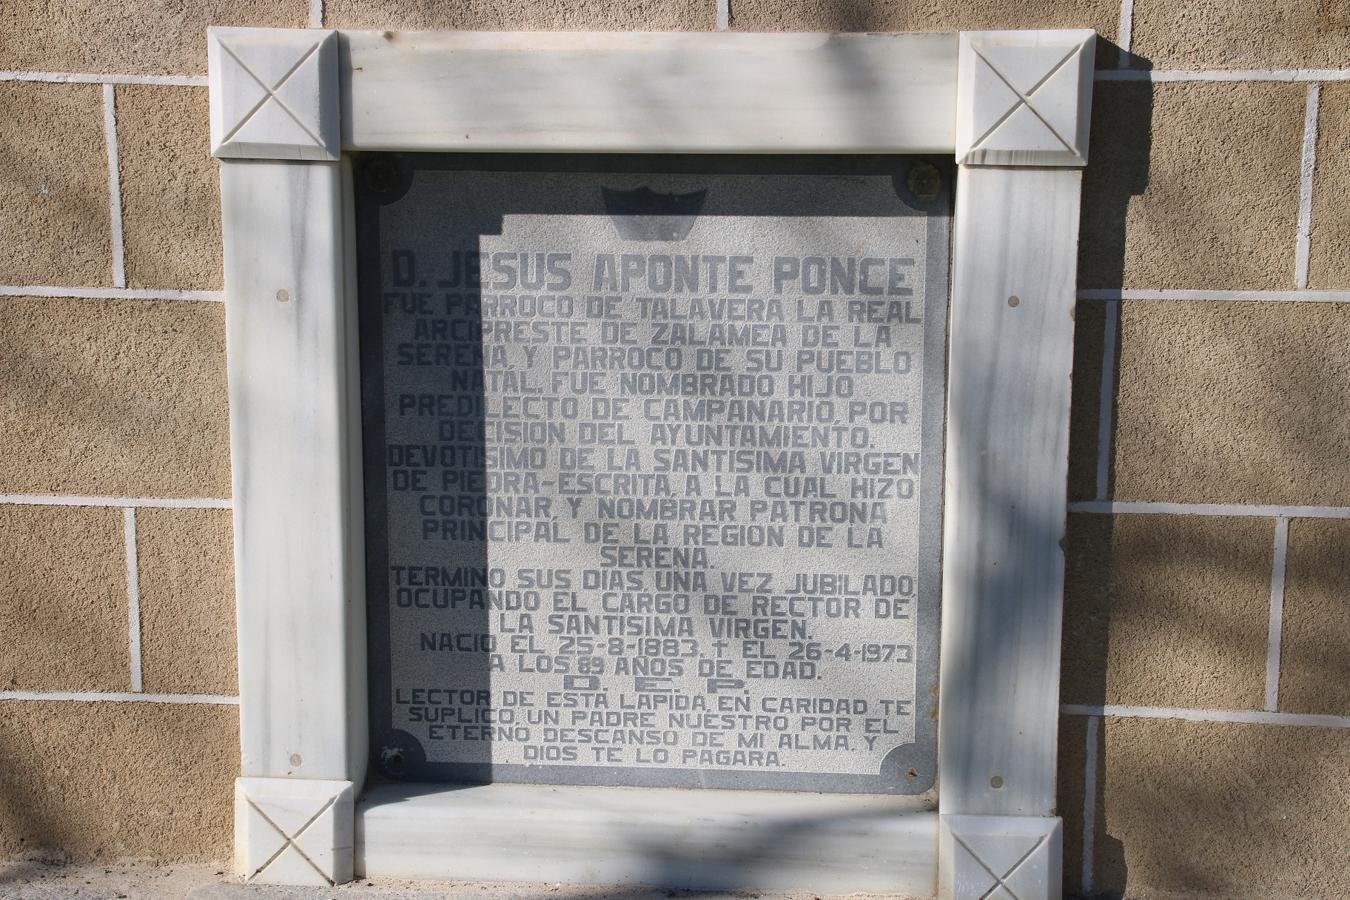 D. JESUS APONTE PONCE
FUE PARROCO DE TALAVERA LA REAL
ARCIPRESTE DE ZALAMEA DE LA
SERENA, Y PARROCO DE SU PUEBLO
NATAL. FUE NOMBRADO HIJO
PREDILECTO DE CAMPANARIO, POR
DECISION DEL AYUNTAMIENTO.
DEVOTISIMO DE LA SANTISIMA VIRGEN
DE PIEDRA-ESCRITA, A LA CUAL HIZO
CORONAR, Y NOMBRAR PATRONA
PRINCIPAL DE LA REGION DE LA
SERENA.
TERMINO SUS DIAS, UNA VEZ JUBILADO,
OCUPANDO EL CARGO DE RECTOR DE
LA SANTISIMA VIRGEN.
NACIO EL 25-8-1883. ✝ EL 26-4-1973
A LOS 89 AÑOS DE EDAD.
D. E. P.
LECTOR DE ESTA LAPIDA, EN CARIDAD TE
SUPLICO, UN PADRE NUESTRO POR EL
ETERNO DESCANSO DE MI ALMA, Y
DIOS TE LO PAGARA.